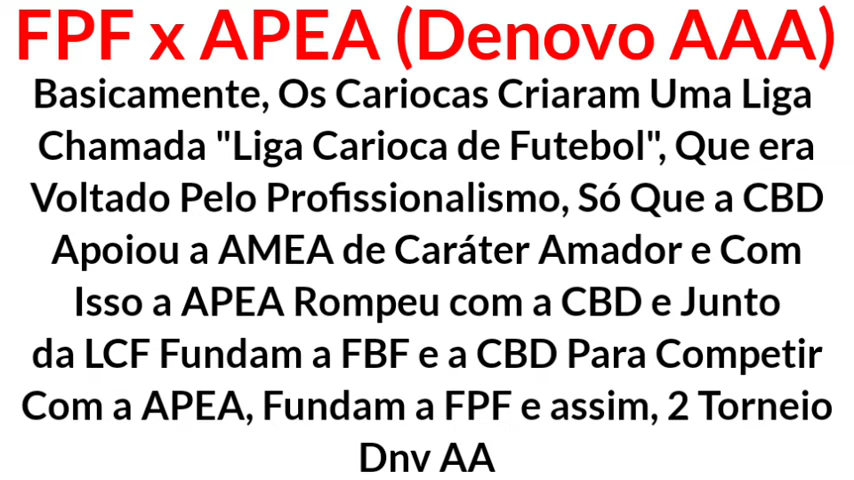 FPF x APEA (Denovo AAA)
Basicamente, Os Cariocas Criaram Uma Liga
Chamada "Liga Carioca de Futebol", Que era
Voltado Pelo Profissionalismo, Só Que a CBD
Apoiou a AMEA de Caráter Amador e Com
Isso a APEA Rompeu com a CBD e Junto
da LCF Fundam a FBF e a CBD Para Competir
Com a APEA, Fundam a FPF e assim, 2 Torneio
Dnv AA